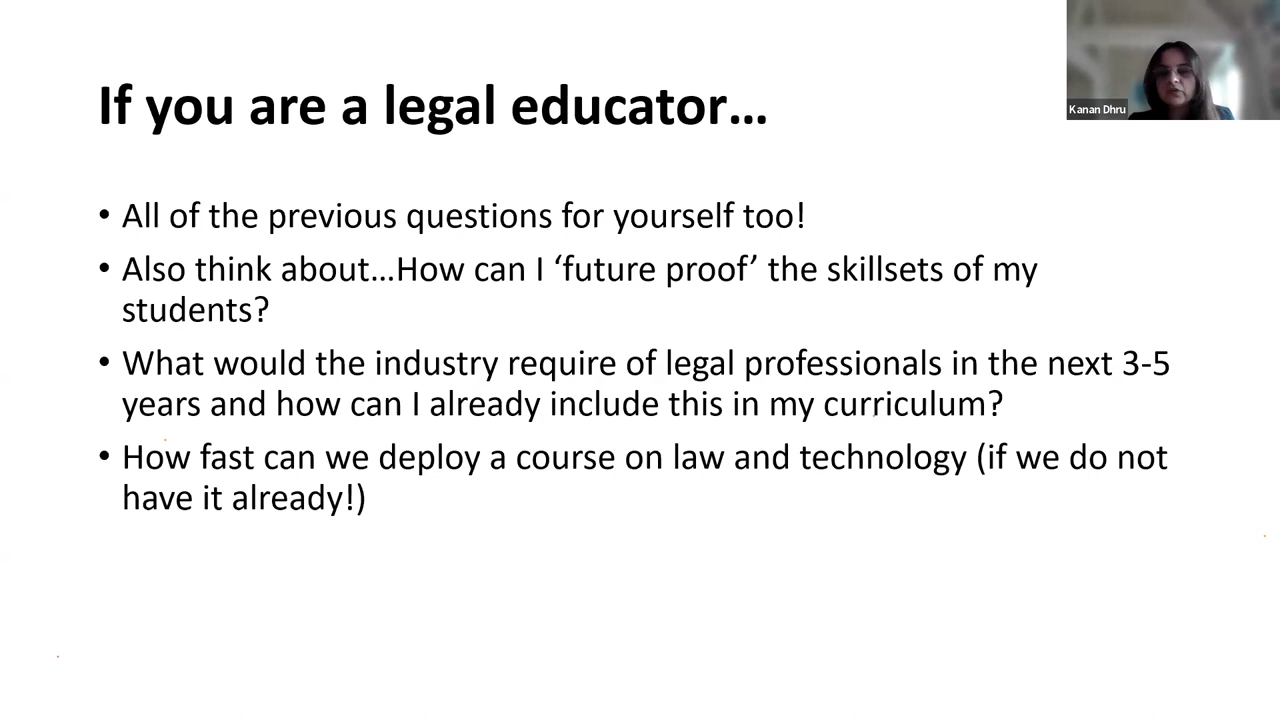 If you are a legal educator…
Kanan Dhru
• All of the previous questions for yourself too!
• Also think about…How can I ‘future proof’ the skillsets of my
students?
• What would the industry require of legal professionals in the next 3-5
years and how can I already include this in my curriculum?
• How fast can we deploy a course on law and technology (if we do not
have it already!)